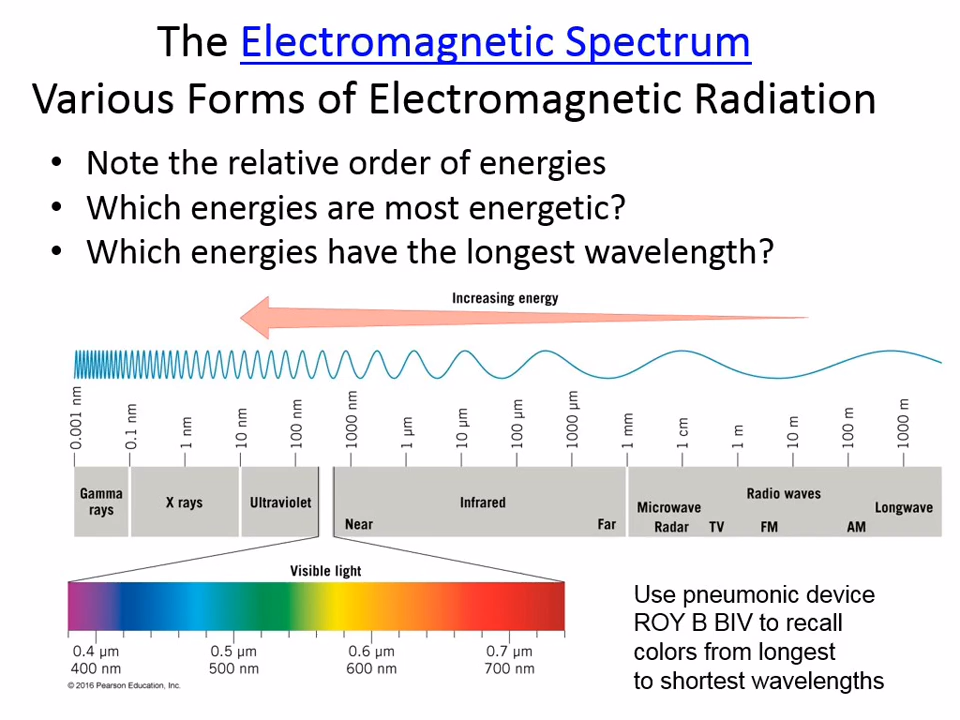 The Electromagnetic Spectrum
Various Forms of Electromagnetic Radiation
• Note the relative order of energies
• Which energies are most energetic?
• Which energies have the longest wavelength?
Increasing energy
0.001 nm
0.1 nm
1 nm
10 nm
100 nm
1000 nm
1 μm
10 μm
100 μm
1000 μm
1 mm
1 cm
1 m
10 m
100 m
1000 m
Gamma
rays
X rays
Ultraviolet
Infrared
Near
Far
Radio waves
Microwave
Longwave
Radar
TV
FM
AM
Visible light
0.4 μm
400 nm
0.5 μm
500 nm
0.6 μm
600 nm
0.7 μm
700 nm
© 2016 Pearson Education, Inc.
Use pneumonic device
ROY B BIV to recall
colors from longest
to shortest wavelengths